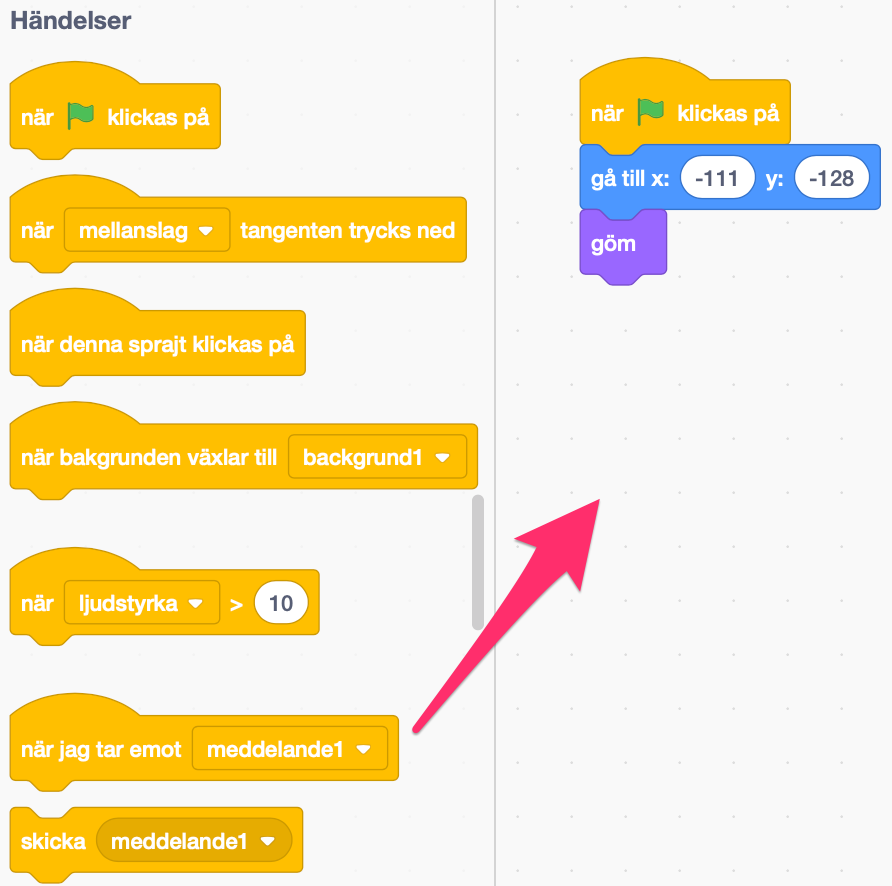 Händelser
när klickas på
när mellanslag tangenten trycks ned
när denna sprajt klickas på
när bakgrunden växlar till backgrund1
när ljudstyrka > 10
när jag tar emot meddelande1
skicka meddelande1
när klickas på
gå till x: -111 y: -128
göm